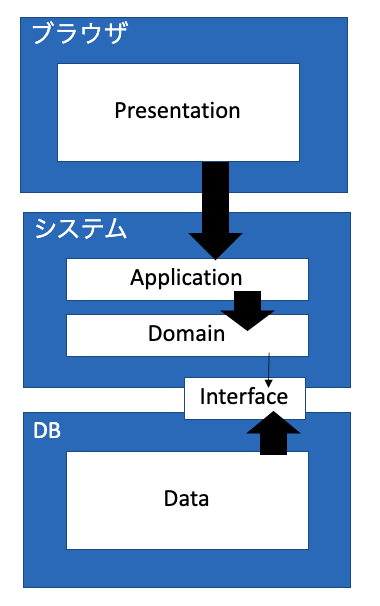 ブラウザ
Presentation
システム
Application
Domain
Interface
DB
Data